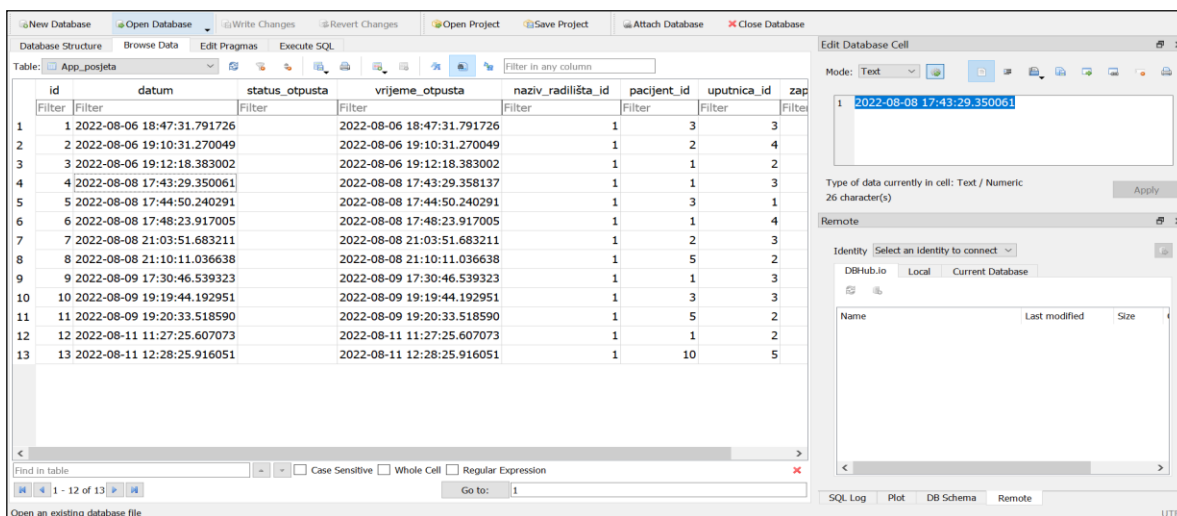 New Database Open Database Write Changes Revert Changes Open Project Save Project Attach Database Close Database
Database Structure Browse Data Edit Pragmas Execute SQL
Table: App_posjeta Filter in any column
id datum status_otpusta vrijeme_otpusta naziv_radilišta_id pacijent_id uputnica_id zap
Filter Filter Filter Filter Filter Filter Filter Filter
1 1 2022-08-06 18:47:31.791726 2022-08-06 18:47:31.791726 1 3 3
2 2 2022-08-06 19:10:31.270049 2022-08-06 19:10:31.270049 1 2 4
3 3 2022-08-06 19:12:18.383002 2022-08-06 19:12:18.383002 1 1 2
4 4 2022-08-08 17:43:29.350061 2022-08-08 17:43:29.358137 1 1 3
5 5 2022-08-08 17:44:50.240291 2022-08-08 17:44:50.240291 1 3 1
6 6 2022-08-08 17:48:23.917005 2022-08-08 17:48:23.917005 1 1 4
7 7 2022-08-08 21:03:51.683211 2022-08-08 21:03:51.683211 1 2 3
8 8 2022-08-08 21:10:11.036638 2022-08-08 21:10:11.036638 1 5 2
9 9 2022-08-09 17:30:46.539323 2022-08-09 17:30:46.539323 1 1 3
10 10 2022-08-09 19:19:44.192951 2022-08-09 19:19:44.192951 1 3 3
11 11 2022-08-09 19:20:33.518590 2022-08-09 19:20:33.518590 1 5 2
12 12 2022-08-11 11:27:25.607073 2022-08-11 11:27:25.607073 1 1 2
13 13 2022-08-11 12:28:25.916051 2022-08-11 12:28:25.916051 1 10 5
Find in table Case Sensitive Whole Cell Regular Expression
1 - 12 of 13 Go to: 1
Open an existing database file
Edit Database Cell
Mode: Text
1 2022-08-08 17:43:29.350061
Type of data currently in cell: Text / Numeric
26 character(s)
Apply
Remote
Identity Select an identity to connect
DBHub.io Local Current Database
Name Last modified Size
SQL Log Plot DB Schema Remote